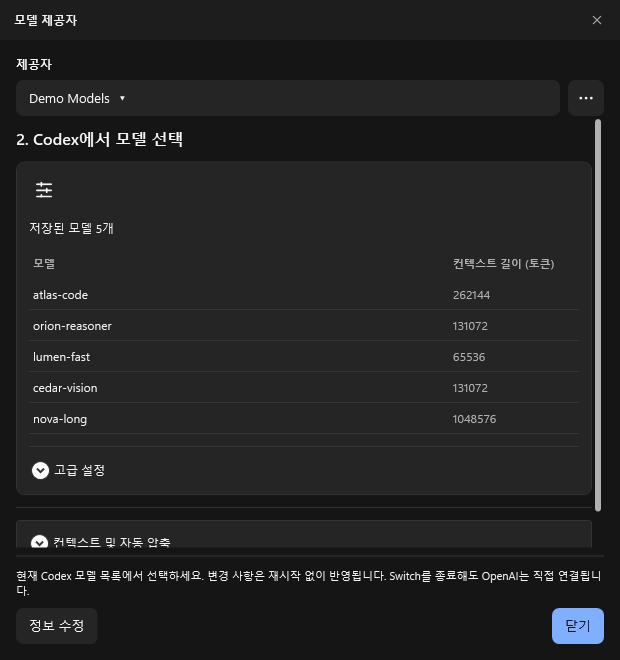 모델 제공자
제공자
Demo Models
2. Codex에서 모델 선택
저장된 모델 5개
모델 컨텍스트 길이 (토큰)
atlas-code 262144
orion-reasoner 131072
lumen-fast 65536
cedar-vision 131072
nova-long 1048576
고급 설정
컨텍스트 및 자동 압축
현재 Codex 모델 목록에서 선택하세요. 변경 사항은 재시작 없이 반영됩니다. Switch를 종료해도 OpenAI는 직접 연결됩니
다.
정보 수정 닫기